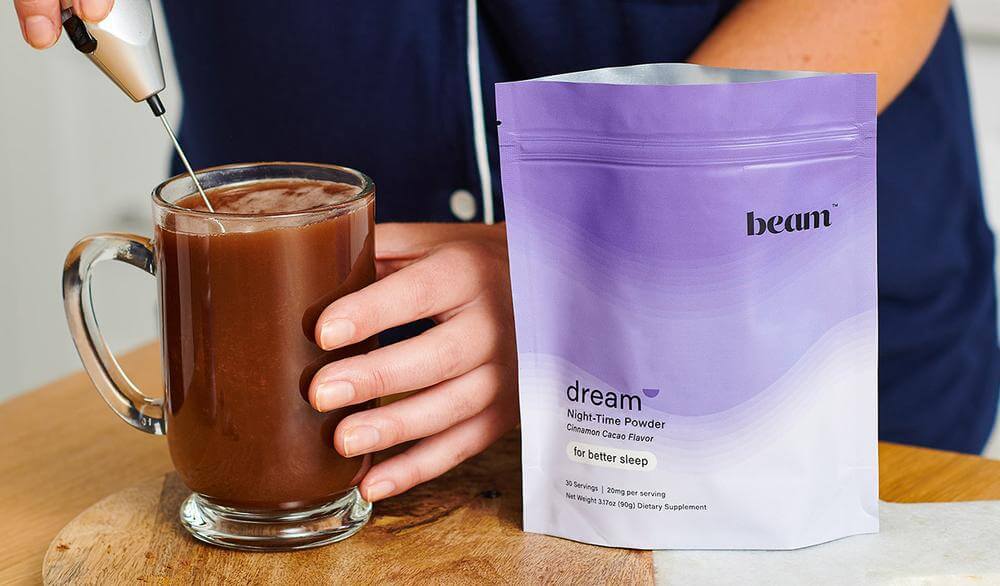 beam™
dream
Night-Time Powder
Cinnamon Cacao Flavor
for better sleep
30 Servings | 20mg per serving
Net Weight 3.17oz (90g) Dietary Supplement